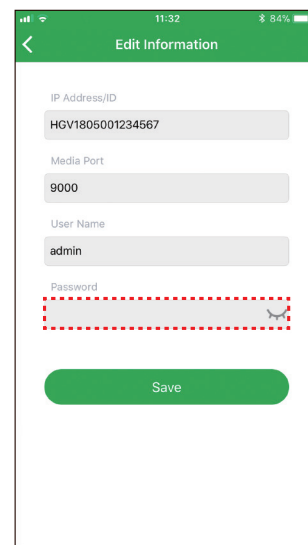 11:32
84%
Edit Information
IP Address/ID
HGV1805001234567
Media Port
9000
User Name
admin
Password
Save